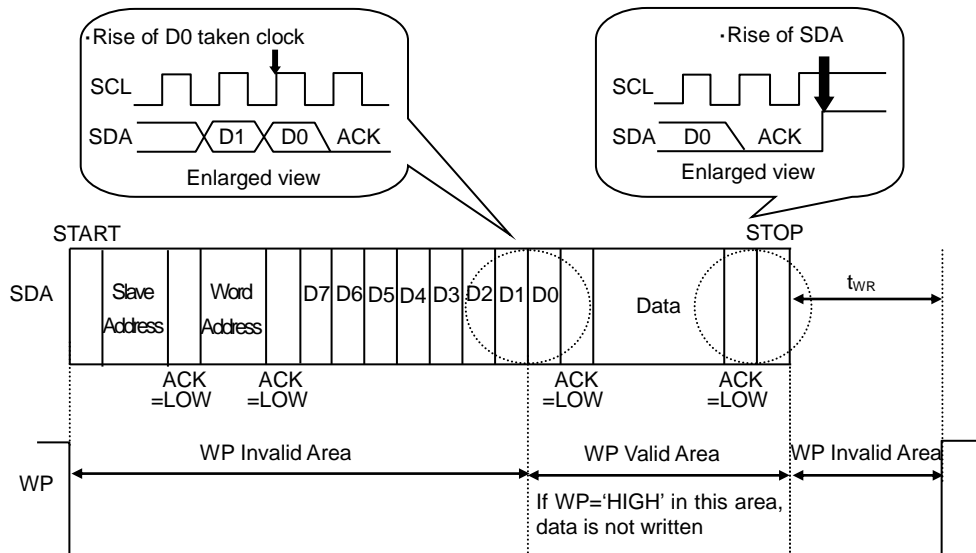 ·Rise of D0 taken clock
SCL
SDA D1 D0 ACK
Enlarged view
·Rise of SDA
SCL
SDA D0 ACK
Enlarged view
START STOP
SDA Slave Address Word Address D7 D6 D5 D4 D3 D2 D1 D0 Data tWR
ACK =LOW ACK =LOW ACK =LOW ACK =LOW
WP Invalid Area WP Valid Area WP Invalid Area
WP
If WP='HIGH' in this area,
data is not written